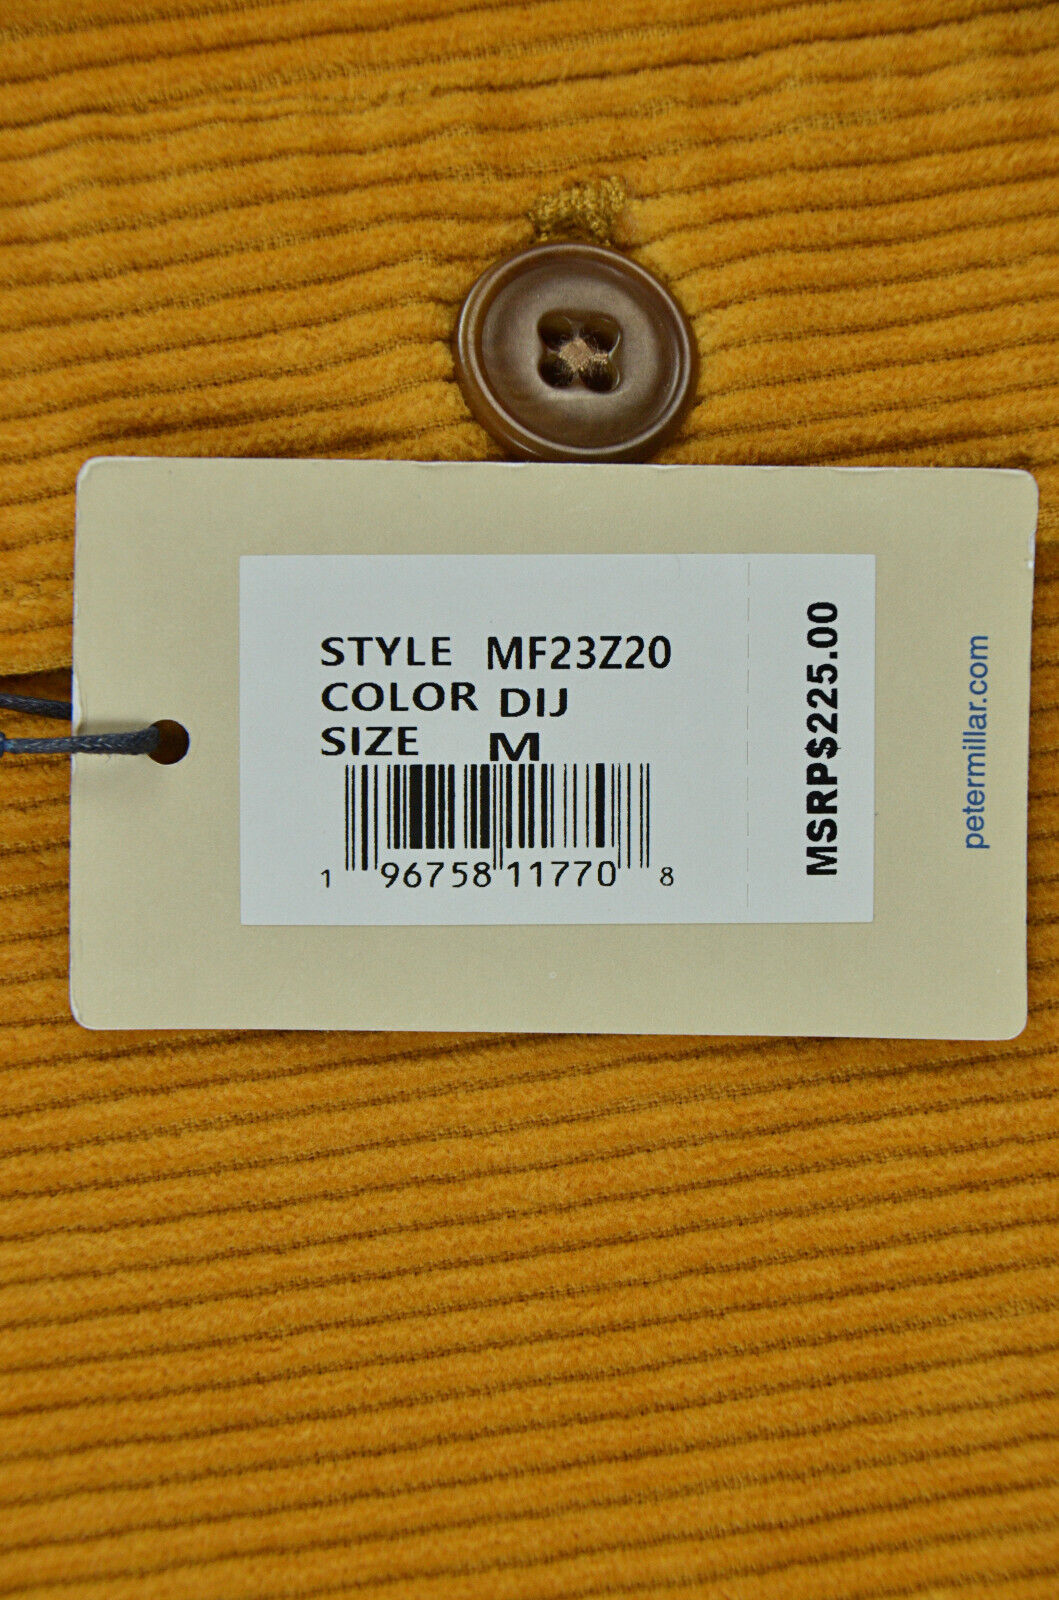 STYLE MF23Z20
COLOR DIJ
SIZE M
1 96758 11770 8
MSRP$225.00
petermillar.com